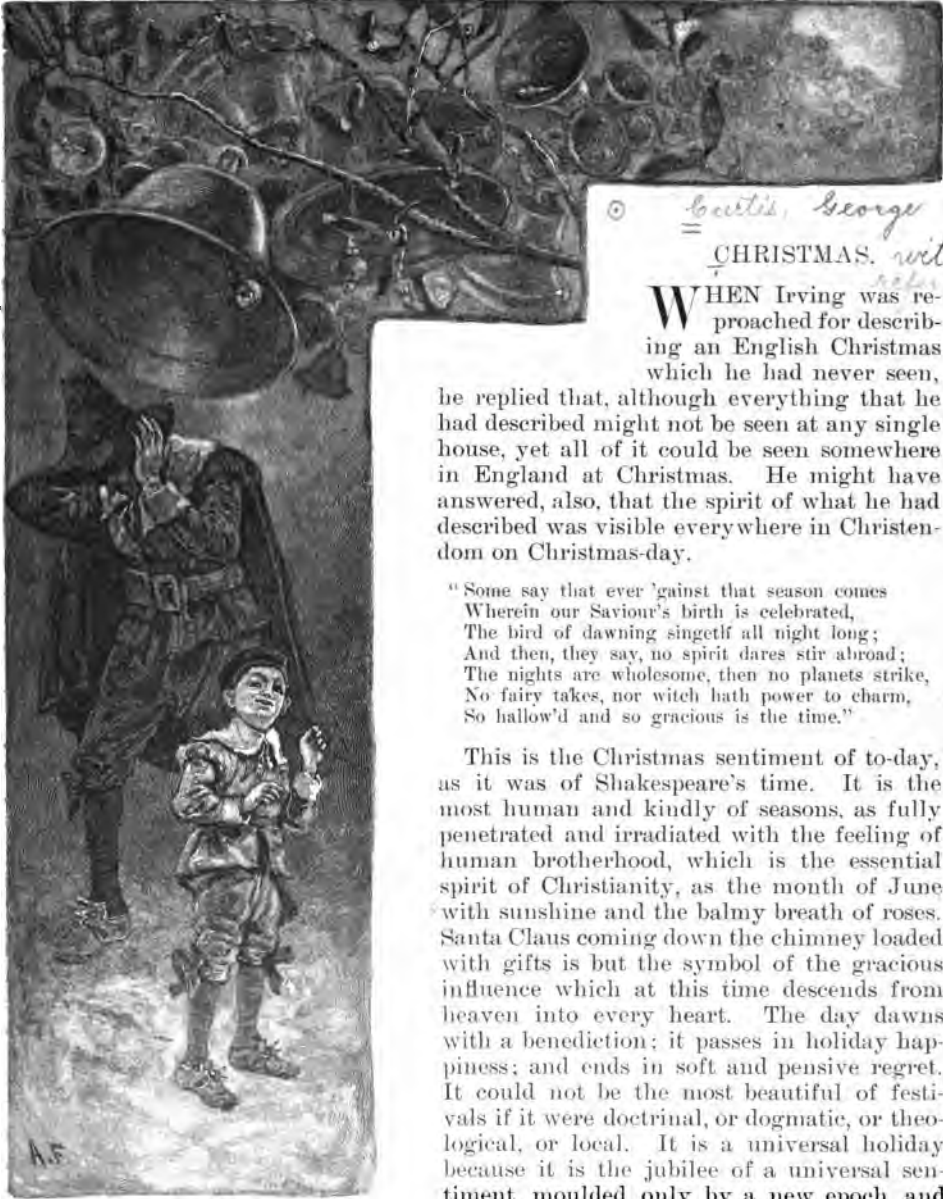 Curtis, George
CHRISTMAS.
WHEN Irving was re-
proached for describ-
ing an English Christmas
which he had never seen,
he replied that, although everything that he
had described might not be seen at any single
house, yet all of it could be seen somewhere
in England at Christmas. He might have
answered, also, that the spirit of what he had
described was visible everywhere in Christen-
dom on Christmas-day.
“Some say that ever 'gainst that season comes
Wherein our Saviour's birth is celebrated,
The bird of dawning singeth all night long;
And then, they say, no spirit dares stir abroad;
The nights are wholesome, then no planets strike,
No fairy takes, nor witch hath power to charm,
So hallow'd and so gracious is the time.”
This is the Christmas sentiment of to-day,
as it was of Shakespeare's time. It is the
most human and kindly of seasons, as fully
penetrated and irradiated with the feeling of
human brotherhood, which is the essential
spirit of Christianity, as the month of June
with sunshine and the balmy breath of roses.
Santa Claus coming down the chimney loaded
with gifts is but the symbol of the gracious
influence which at this time descends from
heaven into every heart. The day dawns
with a benediction; it passes in holiday hap-
piness; and ends in soft and pensive regret.
It could not be the most beautiful of festi-
vals if it were doctrinal, or dogmatic, or theo-
logical, or local. It is a universal holiday
because it is the jubilee of a universal sen-
timent, moulded only by a new epoch, and
A.F.